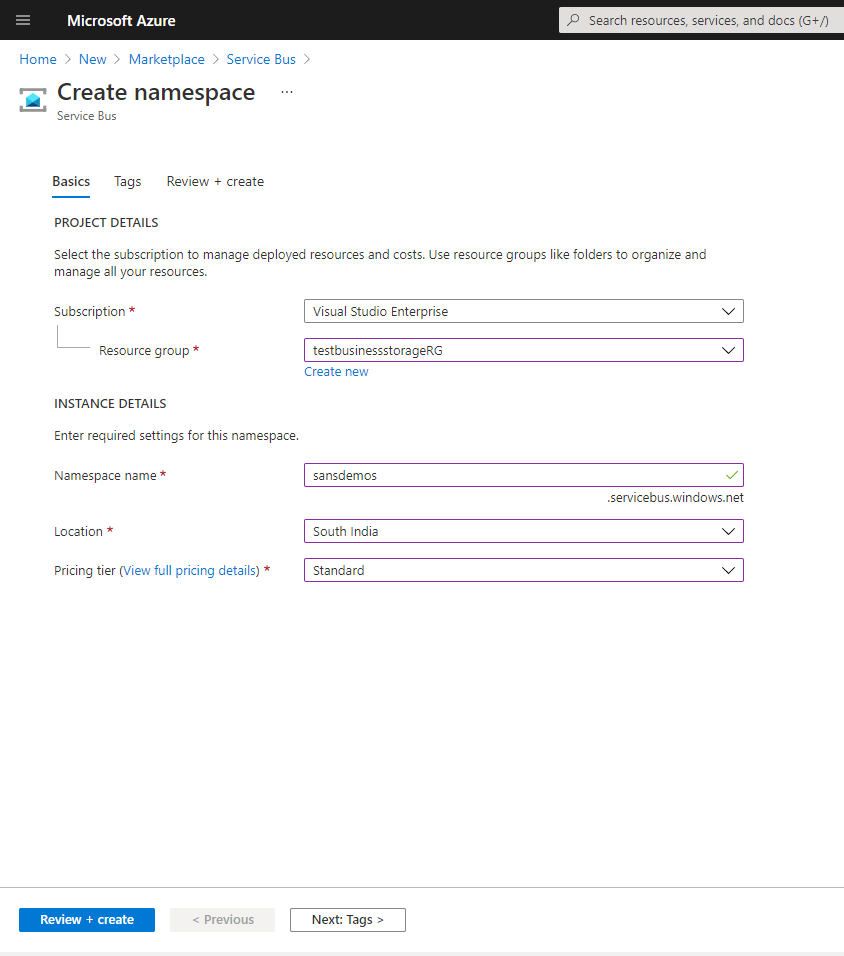 Microsoft Azure
Search resources, services, and docs (G+/)
Home > New > Marketplace > Service Bus >
Create namespace ...
Service Bus
Basics Tags Review + create
PROJECT DETAILS
Select the subscription to manage deployed resources and costs. Use resource groups like folders to organize and
manage all your resources.
Subscription * Visual Studio Enterprise
Resource group * testbusinessstorageRG
Create new
INSTANCE DETAILS
Enter required settings for this namespace.
Namespace name * sansdemos
.servicebus.windows.net
Location * South India
Pricing tier (View full pricing details) * Standard
Review + create < Previous Next: Tags >